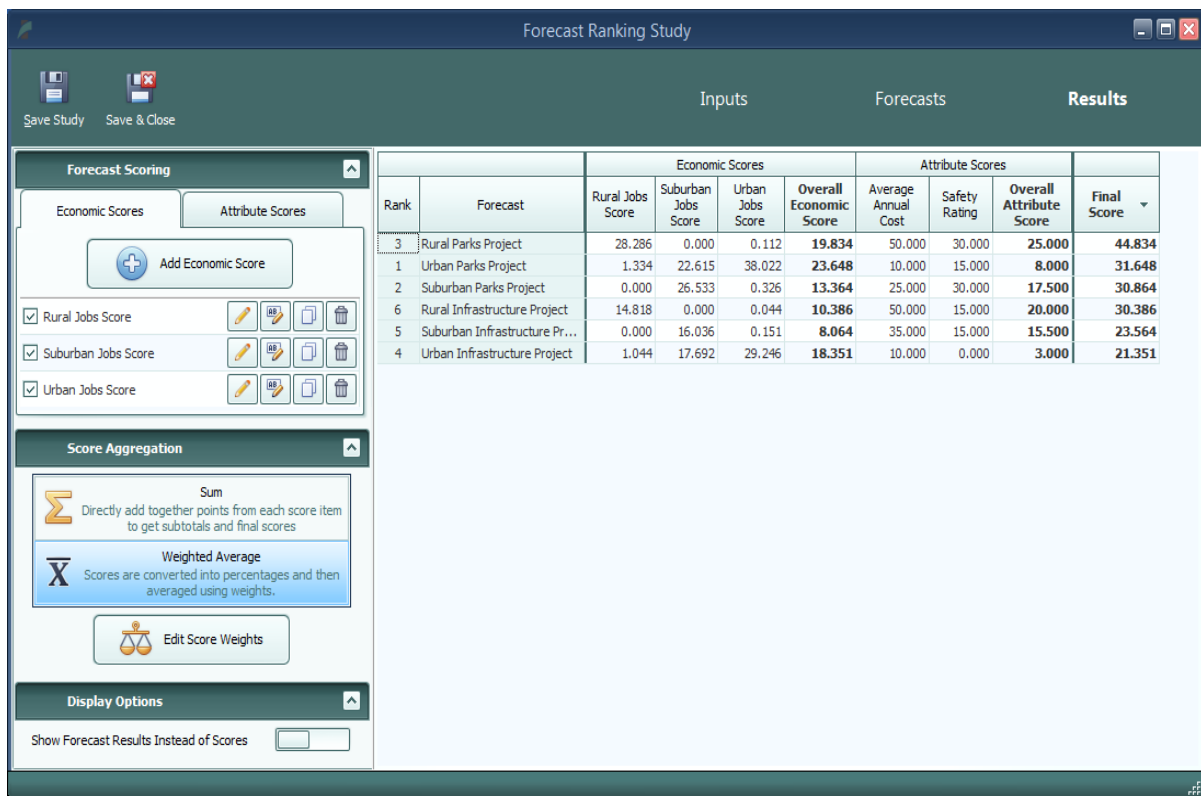 Forecast Ranking Study
Save Study
Save & Close
Inputs
Forecasts
Results
Forecast Scoring
Economic Scores
Attribute Scores
Add Economic Score
Rural Jobs Score
Suburban Jobs Score
Urban Jobs Score
Score Aggregation
Sum
Directly add together points from each score item
to get subtotals and final scores
Weighted Average
Scores are converted into percentages and then
averaged using weights.
Edit Score Weights
Display Options
Show Forecast Results Instead of Scores
Economic Scores Attribute Scores
Rank Forecast Rural Jobs Score Suburban Jobs Score Urban Jobs Score Overall Economic Score Average Annual Cost Safety Rating Overall Attribute Score Final Score
3 Rural Parks Project 28.286 0.000 0.112 19.834 50.000 30.000 25.000 44.834
1 Urban Parks Project 1.334 22.615 38.022 23.648 10.000 15.000 8.000 31.648
2 Suburban Parks Project 0.000 26.533 0.326 13.364 25.000 30.000 17.500 30.864
6 Rural Infrastructure Project 14.818 0.000 0.044 10.386 50.000 15.000 20.000 30.386
5 Suburban Infrastructure Pr... 0.000 16.036 0.151 8.064 35.000 15.000 15.500 23.564
4 Urban Infrastructure Project 1.044 17.692 29.246 18.351 10.000 0.000 3.000 21.351